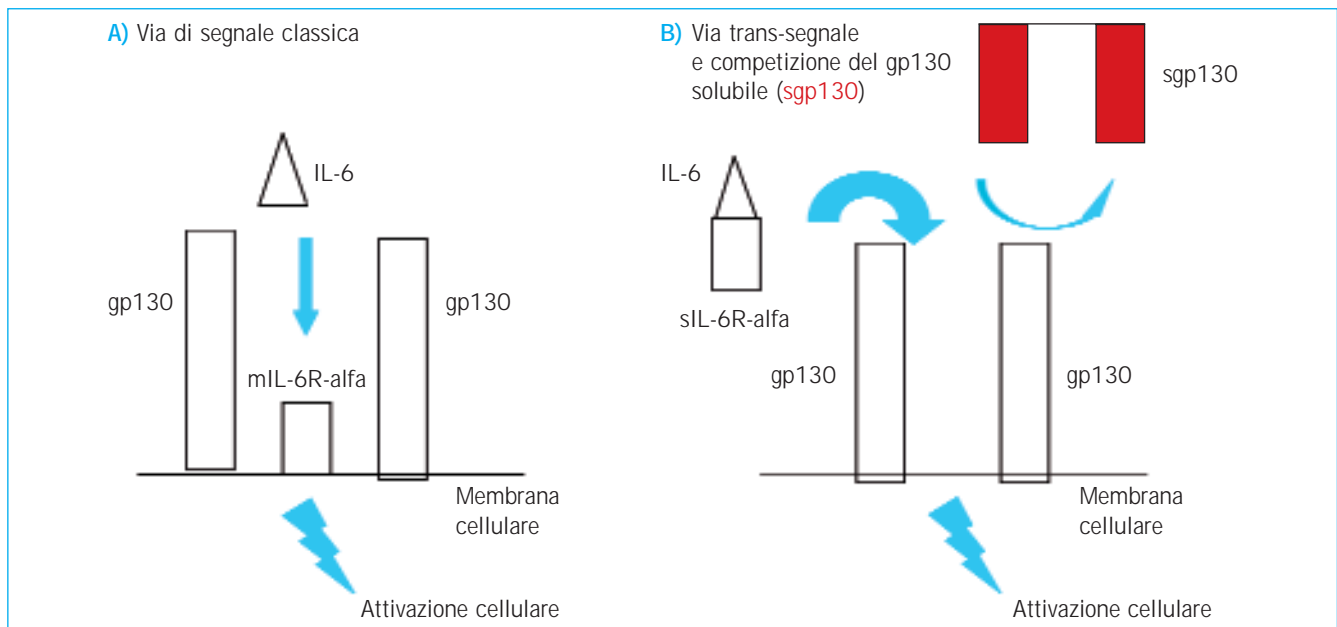 A) Via di segnale classica
IL-6
gp130
gp130
mIL-6R-alfa
Membrana
cellulare
Attivazione cellulare
B) Via trans-segnale
e competizione del gp130
solubile (sgp130)
sgp130
IL-6
sIL-6R-alfa
gp130
gp130
Membrana
cellulare
Attivazione cellulare